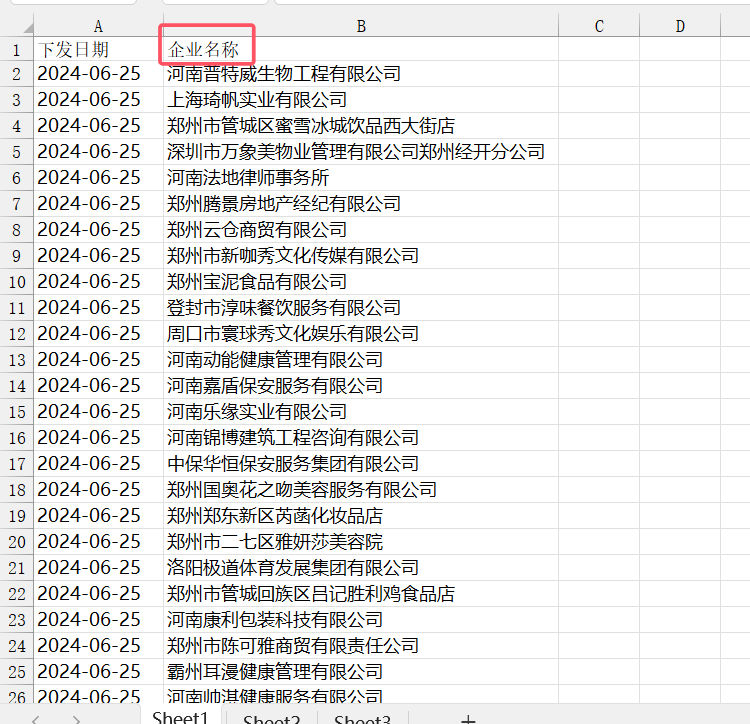 A B C D
1 下发日期 企业名称
2 2024-06-25 河南晋特威生物工程有限公司
3 2024-06-25 上海琦帆实业有限公司
4 2024-06-25 郑州市管城区蜜雪冰城饮品西大街店
5 2024-06-25 深圳市万象美物业管理有限公司郑州经开分公司
6 2024-06-25 河南法地律师事务所
7 2024-06-25 郑州腾景房地产经纪有限公司
8 2024-06-25 郑州云仓商贸有限公司
9 2024-06-25 郑州市新咖秀文化传媒有限公司
10 2024-06-25 郑州宝泥食品有限公司
11 2024-06-25 登封市淳味餐饮服务有限公司
12 2024-06-25 周口市寰球秀文化娱乐有限公司
13 2024-06-25 河南动能健康管理有限公司
14 2024-06-25 河南嘉盾保安服务有限公司
15 2024-06-25 河南乐缘实业有限公司
16 2024-06-25 河南锦博建筑工程咨询有限公司
17 2024-06-25 中保华恒保安服务集团有限公司
18 2024-06-25 郑州国奥花之吻美容服务有限公司
19 2024-06-25 郑州郑东新区芮菡化妆品店
20 2024-06-25 郑州市二七区雅妍莎美容院
21 2024-06-25 洛阳极道体育发展集团有限公司
22 2024-06-25 郑州市管城回族区吕记胜利鸡食品店
23 2024-06-25 河南康利包装科技有限公司
24 2024-06-25 郑州市陈可雅商贸有限责任公司
25 2024-06-25 霸州耳漫健康管理有限公司
26 2024-06-25 河南帅淇健康服务有限公司
Sheet1 Sheet2 Sheet3 +